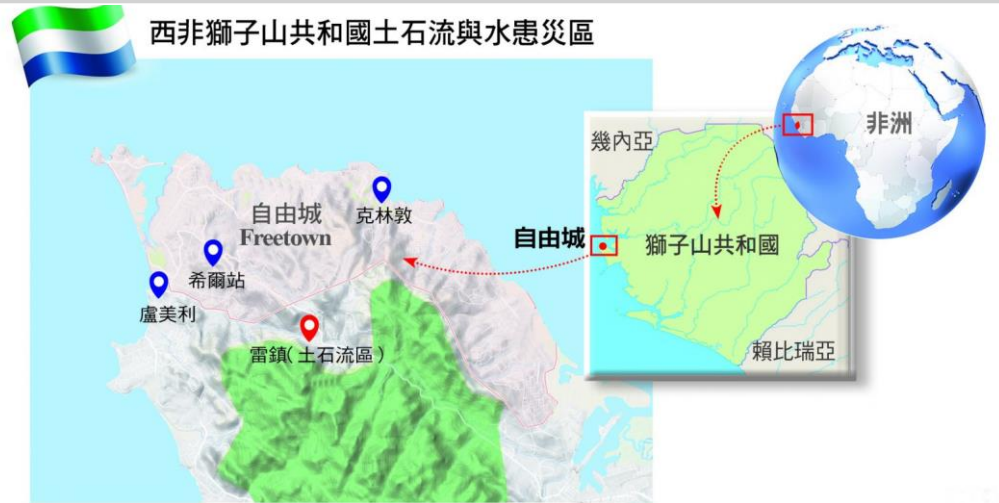 西非獅子山共和國土石流與水患災區
非洲
幾內亞
自由城
Freetown
克林敦
自由城
獅子山共和國
希爾站
盧美利
雷鎮(土石流區)
賴比瑞亞